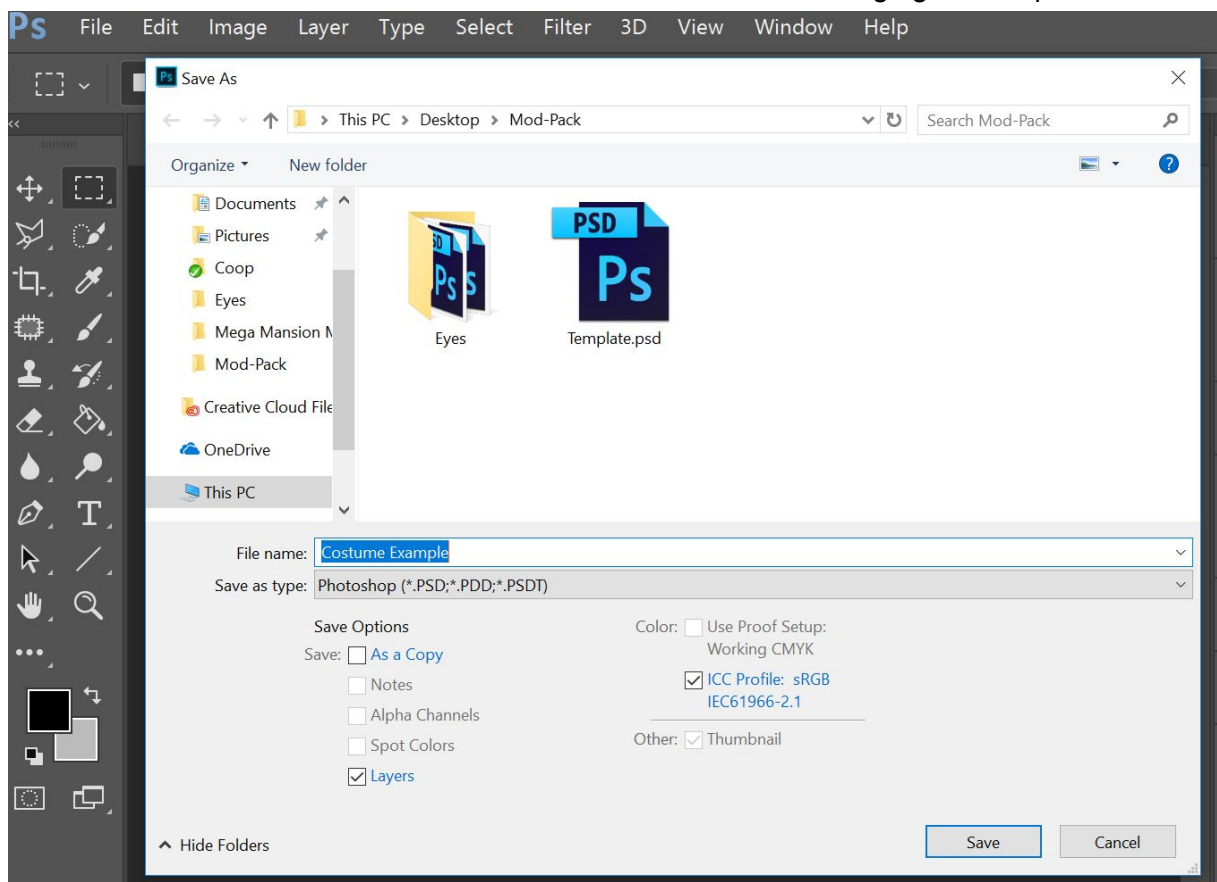 Ps File Edit Image Layer Type Select Filter 3D View Window Help
Ps Save As
This PC > Desktop > Mod-Pack
Search Mod-Pack
Organize New folder
Documents
Pictures
Coop
Eyes
Mega Mansion
Mod-Pack
Creative Cloud File
OneDrive
This PC
PSD
Ps
Eyes
Template.psd
File name: Costume Example
Save as type: Photoshop (*.PSD;*.PDD;*.PSDT)
Save Options
Save: As a Copy
Notes
Alpha Channels
Spot Colors
Layers
Color: Use Proof Setup:
Working CMYK
ICC Profile: sRGB
IEC61966-2.1
Other: Thumbnail
Hide Folders
Save Cancel